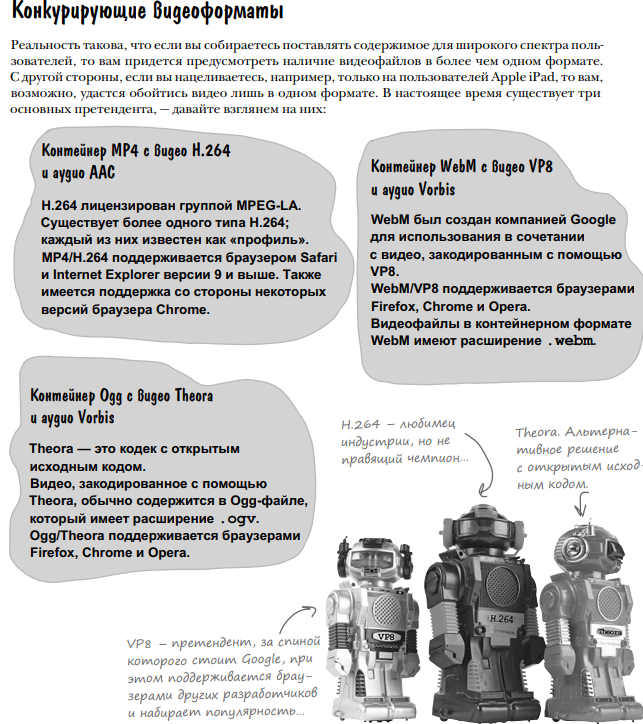 Конкурирующие видеоформаты
Реальность такова, что если вы собираетесь поставлять содержимое для широкого спектра поль-
зователей, то вам придется предусмотреть наличие видеофайлов в более чем одном формате.
С другой стороны, если вы нацеливаетесь, например, только на пользователей Apple iPad, то вам,
возможно, удастся обойтись видео лишь в одном формате. В настоящее время существует три
основных претендента, — давайте взглянем на них:
Контейнер MP4 с видео H.264
и аудио AAC
H.264 лицензирован группой MPEG-LA.
Существует более одного типа H.264;
каждый из них известен как «профиль».
MP4/H.264 поддерживается браузером Safari
и Internet Explorer версии 9 и выше. Также
имеется поддержка со стороны некоторых
версий браузера Chrome.
Контейнер WebM с видео VP8
и аудио Vorbis
WebM был создан компанией Google
для использования в сочетании
с видео, закодированным с помощью
VP8.
WebM/VP8 поддерживается браузерами
Firefox, Chrome и Opera.
Видеофайлы в контейнерном формате
WebM имеют расширение .webm.
Контейнер Ogg с видео Theora
и аудио Vorbis
Theora — это кодек с открытым
исходным кодом.
Видео, закодированное с помощью
Theora, обычно содержится в Ogg-файле,
который имеет расширение .ogv.
Ogg/Theora поддерживается браузерами
Firefox, Chrome и Opera.
H.264 – любимец
индустрии, но не
правящий чемпион...
Theora. Альтерна-
тивное решение
с открытым исход-
ным кодом.
VP8 – претендент, за спиной
которого стоит Google, при
этом поддерживается брау-
зерами других разработчиков
и набирает популярность...
VP8
H.264
Theora